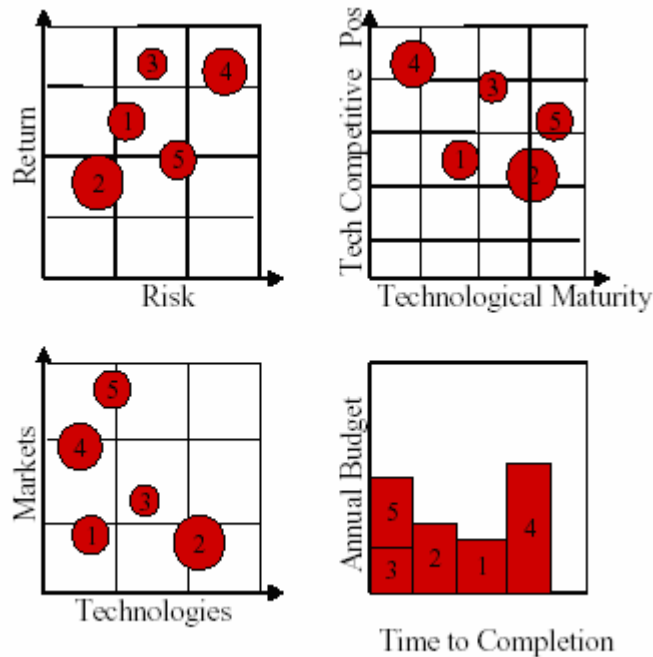 Return
3
4
1
5
2
Risk
Tech Competitive Pos
4
3
5
1
2
Technological Maturity
Markets
5
4
3
1
2
Technologies
Annual Budget
5
3
2
1
4
Time to Completion